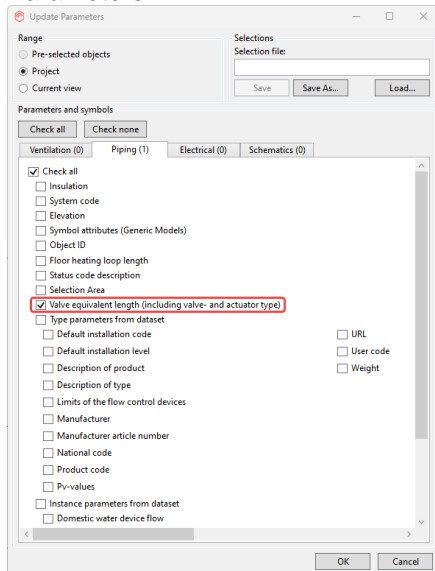 Update Parameters
Range
Pre-selected objects
Project
Current view
Selections
Selection file:
Save
Save As...
Load...
Parameters and symbols
Check all
Check none
Ventilation (0)
Piping (1)
Electrical (0)
Schematics (0)
Check all
Insulation
System code
Elevation
Symbol attributes (Generic Models)
Object ID
Floor heating loop length
Status code description
Selection Area
Valve equivalent length (including valve- and actuator type)
Type parameters from dataset
Default installation code
URL
Default installation level
User code
Description of product
Weight
Description of type
Limits of the flow control devices
Manufacturer
Manufacturer article number
National code
Product code
Pv-values
Instance parameters from dataset
Domestic water device flow
OK
Cancel